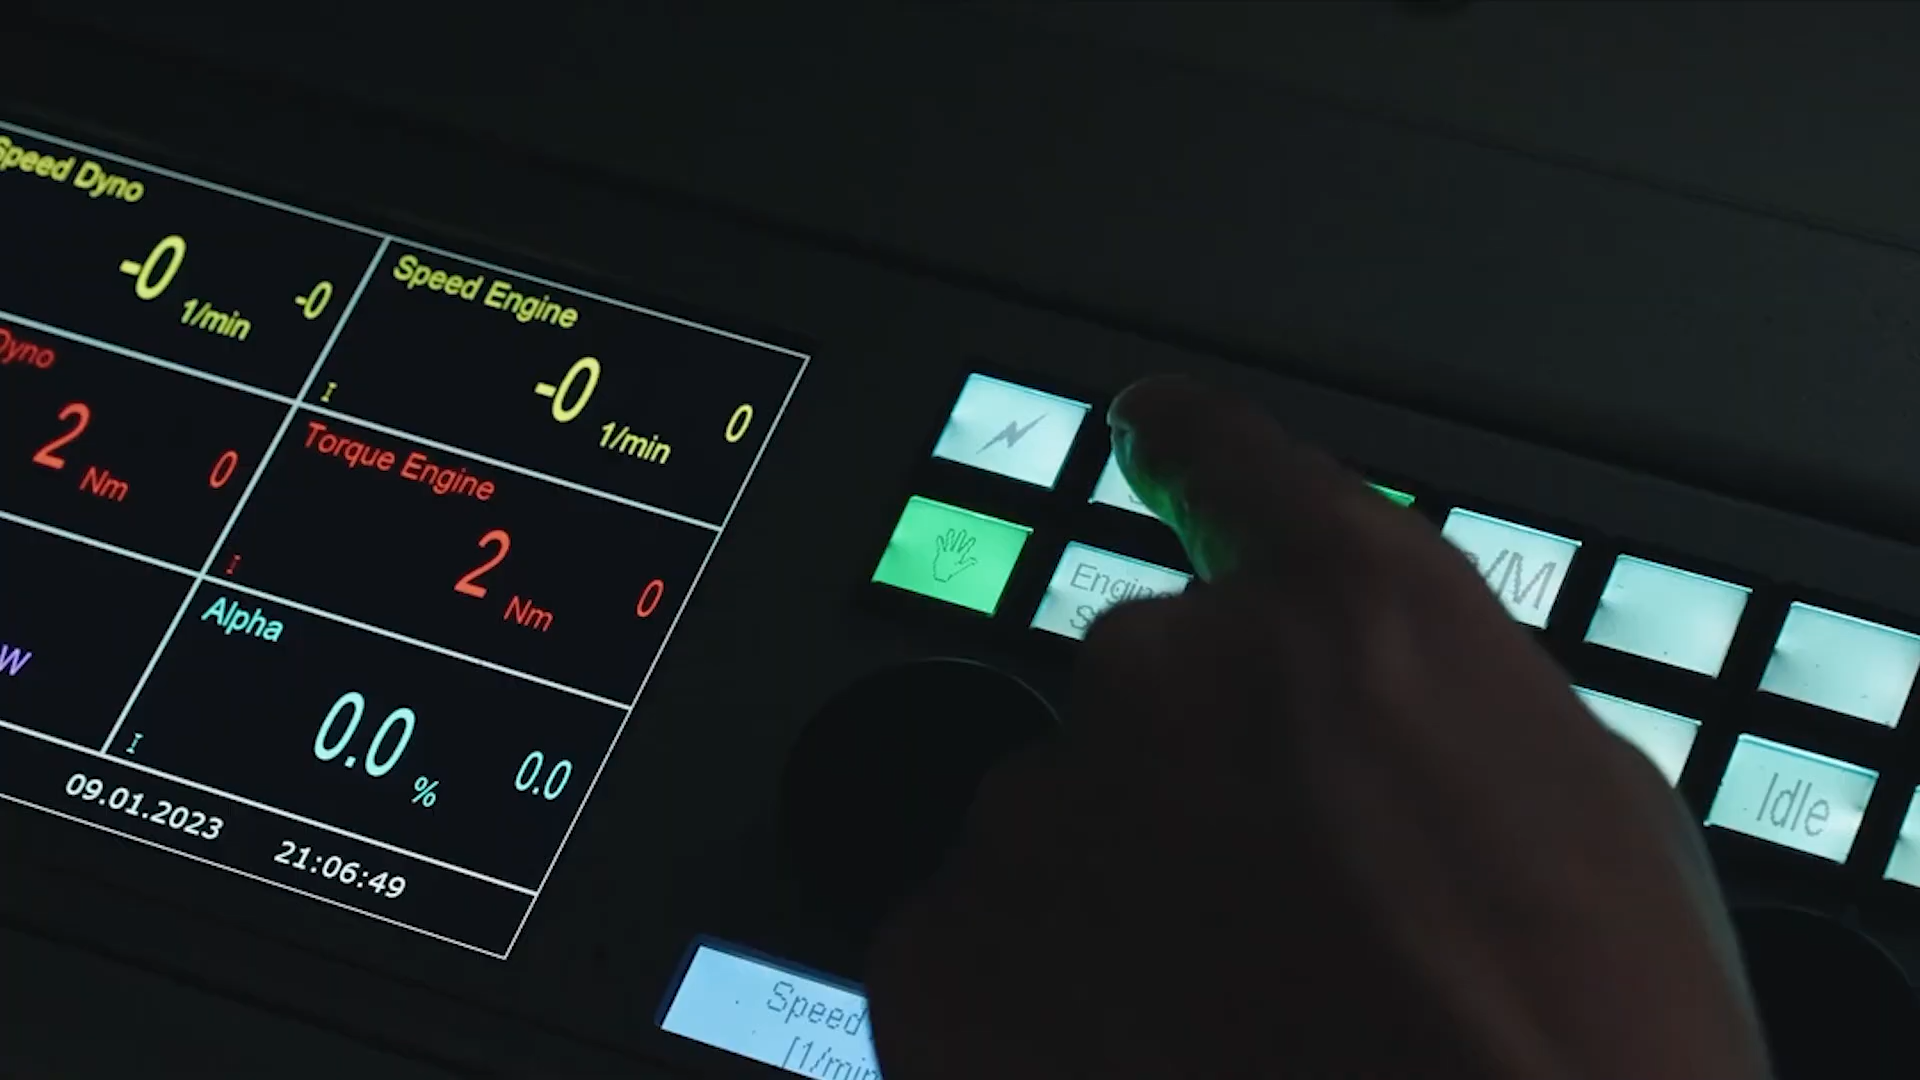 Speed Dyno
-0 1/min -0
Speed Engine
-0 1/min 0
I
Dyno
2 Nm 0
Torque Engine
2 Nm 0
I
W
Alpha
0.0 % 0.0
I
09.01.2023 21:06:49
Engine
Idle
Speed
[1/min